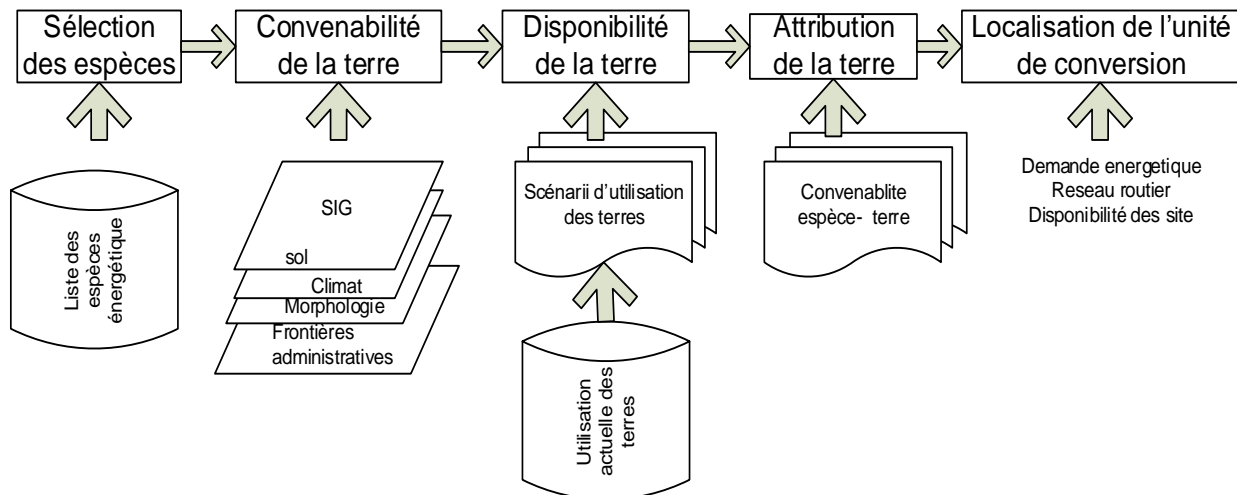 Sélection
des espèces
Convenabilité
de la terre
Disponibilité
de la terre
Attribution
de la terre
Localisation de l'unité
de conversion
Liste des
espèces
énergétique
SIG
sol
Climat
Morphologie
Frontières
administratives
Scénarii d'utilisation
des terres
Utilisation
actuelle des
terres
Convenablite
espèce- terre
Demande energetique
Reseau routier
Disponibilité des site